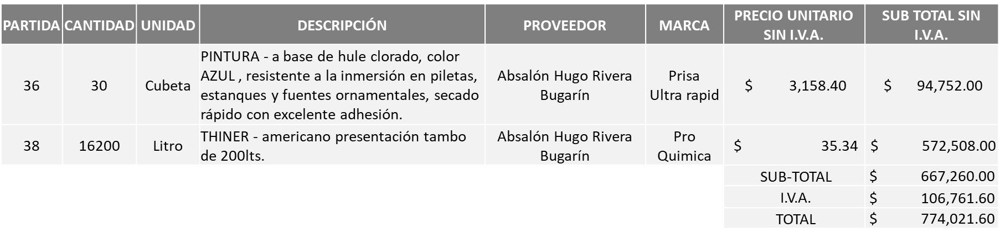 PARTIDA CANTIDAD UNIDAD DESCRIPCIÓN PROVEEDOR MARCA PRECIO UNITARIO SIN I.V.A. SUB TOTAL SIN I.V.A.
36 30 Cubeta
PINTURA - a base de hule clorado, color
AZUL , resistente a la inmersión en piletas,
estanques y fuentes ornamentales, secado
rápido con excelente adhesión.
Absalón Hugo Rivera
Bugarín
Prisa
Ultra rapid
$ 3,158.40 $ 94,752.00
38 16200 Litro
THINER - americano presentación tambo
de 200lts.
Absalón Hugo Rivera
Bugarín
Pro
Quimica
$ 35.34 $ 572,508.00
SUB-TOTAL $ 667,260.00
I.V.A. $ 106,761.60
TOTAL $ 774,021.60